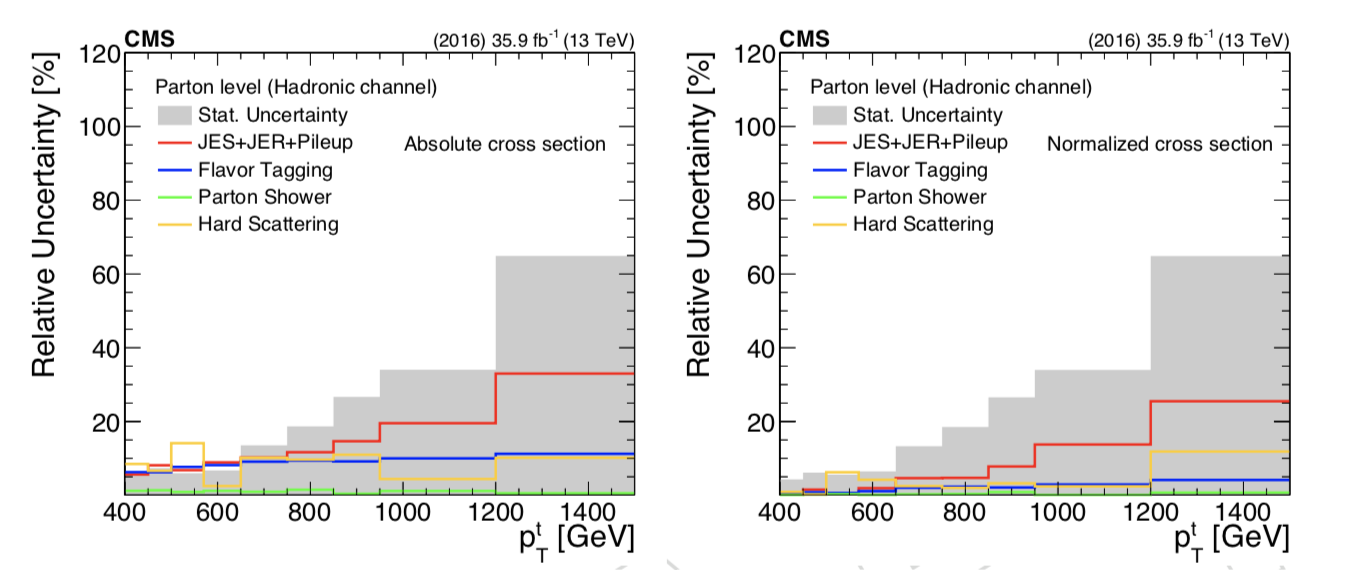 CMS (2016) 35.9 fb⁻¹ (13 TeV)
Relative Uncertainty [%]
120
100
80
60
40
20
Parton level (Hadronic channel)
Stat. Uncertainty
JES+JER+Pileup
Absolute cross section
Flavor Tagging
Parton Shower
Hard Scattering
400 600 800 1000 1200 1400
p_T^t [GeV]
CMS (2016) 35.9 fb⁻¹ (13 TeV)
Relative Uncertainty [%]
120
100
80
60
40
20
Parton level (Hadronic channel)
Stat. Uncertainty
JES+JER+Pileup
Normalized cross section
Flavor Tagging
Parton Shower
Hard Scattering
400 600 800 1000 1200 1400
p_T^t [GeV]